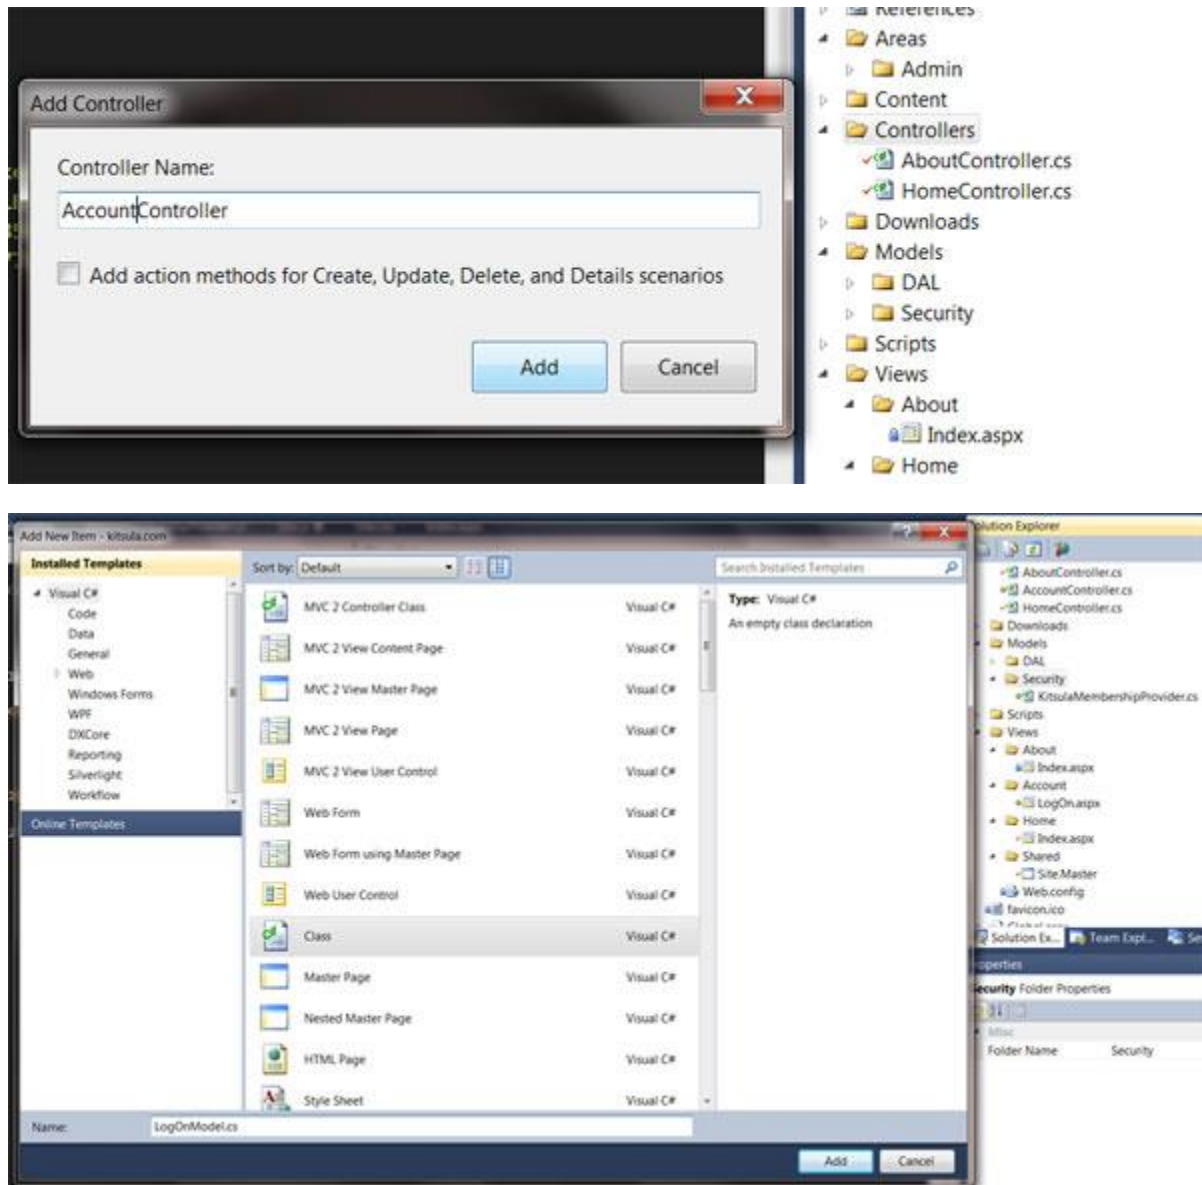 References
Areas
Admin
Content
Controllers
AboutController.cs
HomeController.cs
Downloads
Models
DAL
Security
Scripts
Views
About
Index.aspx
Home
Add Controller
Controller Name:
AccountController
Add action methods for Create, Update, Delete, and Details scenarios
Add Cancel
Add New Item - kitsula.com
Installed Templates
Visual C#
Code
Data
General
Web
Windows Forms
WPF
DXCore
Reporting
Silverlight
Workflow
Online Templates
Sort by: Default
Search Installed Templates
MVC 2 Controller Class Visual C#
MVC 2 View Content Page Visual C#
MVC 2 View Master Page Visual C#
MVC 2 View Page Visual C#
MVC 2 View User Control Visual C#
Web Form Visual C#
Web Form using Master Page Visual C#
Web User Control Visual C#
Class Visual C#
Master Page Visual C#
Nested Master Page Visual C#
HTML Page Visual C#
Style Sheet Visual C#
Type: Visual C#
An empty class declaration
Name: LogOnModel.cs
Add Cancel
Solution Explorer
AboutController.cs
AccountController.cs
HomeController.cs
Downloads
Models
DAL
Security
KitsulaMembershipProvider.cs
Scripts
Views
About
Index.aspx
Account
LogOn.aspx
Home
Index.aspx
Shared
Site.Master
Web.config
favicon.ico
Solution Ex... Team Expl...
Properties
Security Folder Properties
Misc
Folder Name Security